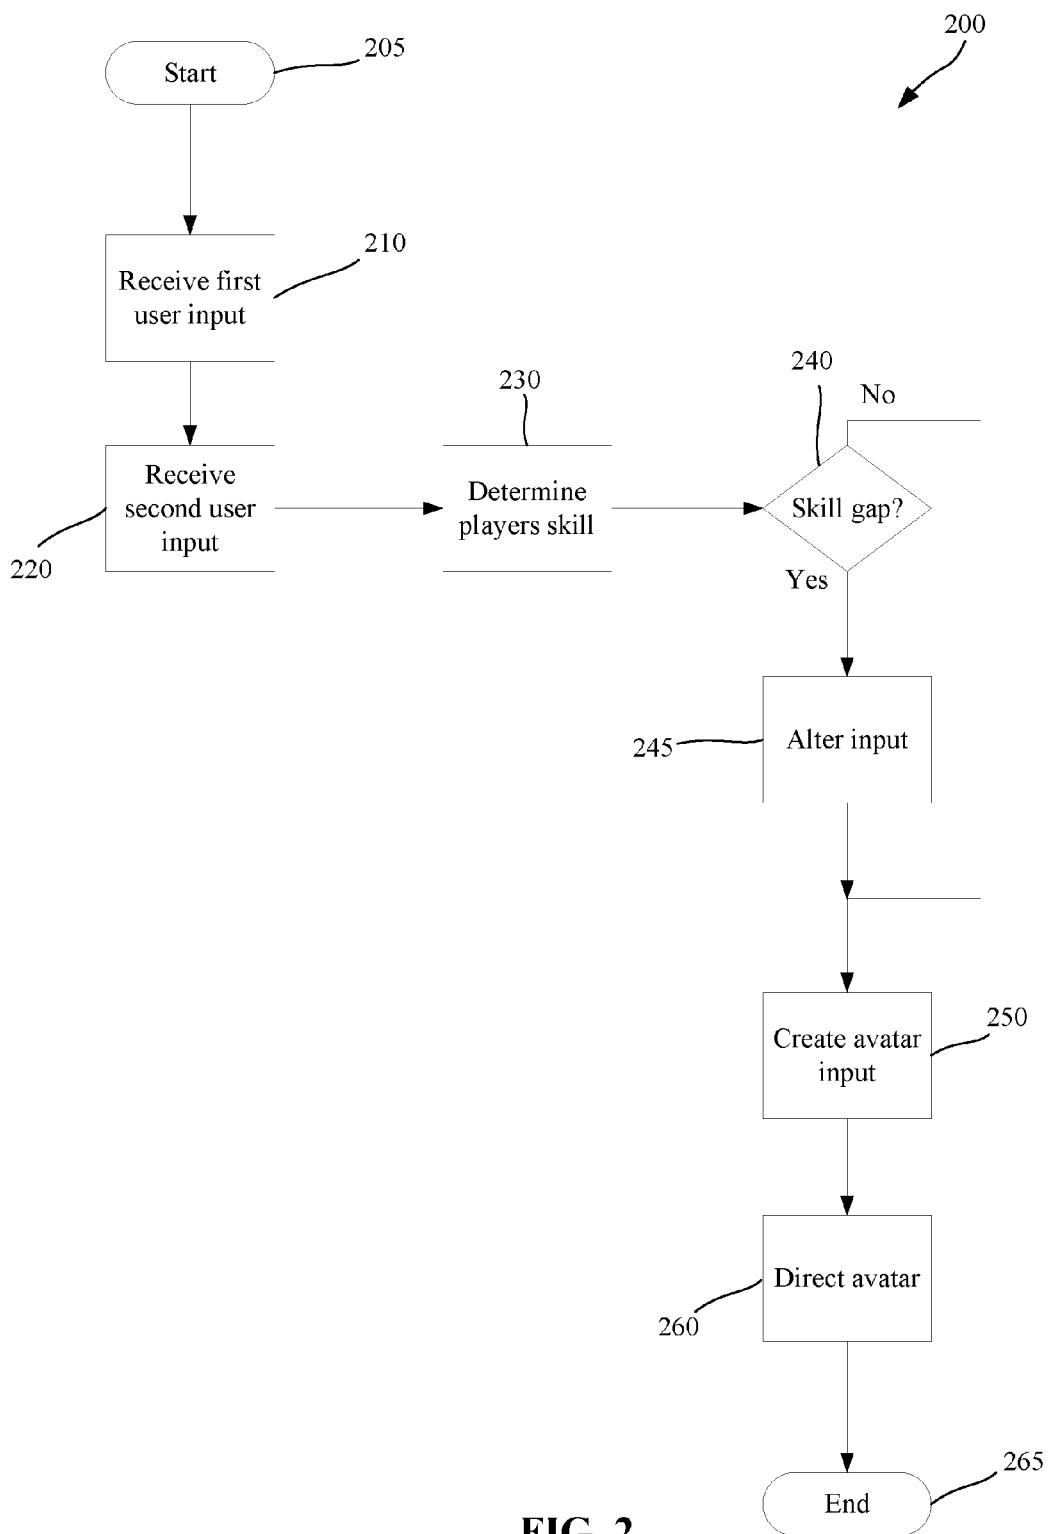 200
Start
205
Receive first
user input
210
Receive
second user
input
220
Determine
players skill
230
Skill gap?
240
No
Yes
Alter input
245
Create avatar
input
250
Direct avatar
260
End
265
FIG. 2